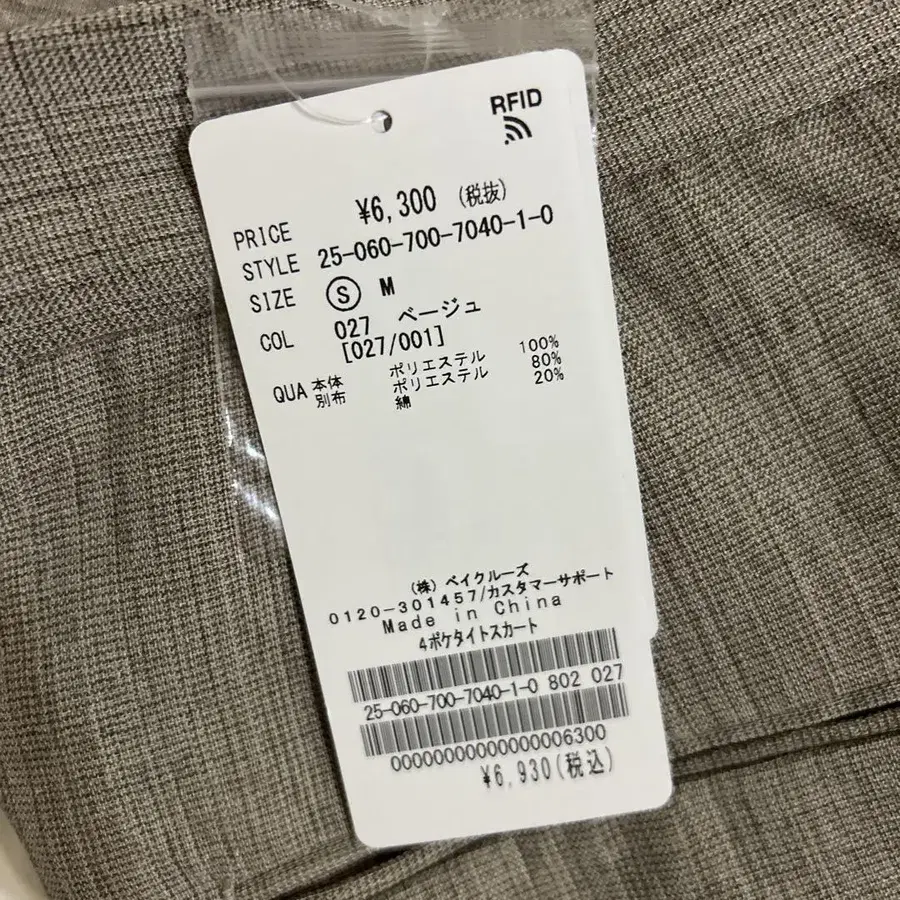 RFID
PRICE ¥6,300 (税抜)
STYLE 25-060-700-7040-1-0
SIZE Ⓢ M
COL 027 ベージュ
[027/001]
QUA 本体 ポリエステル 100%
別布 ポリエステル 80%
綿 20%
(株) ベイクルーズ
0120-301457/カスタマーサポート
Made in China
4ポケタイトスカート
25-060-700-7040-1-0 802 027
00000000000000006300
¥6,930(税込)